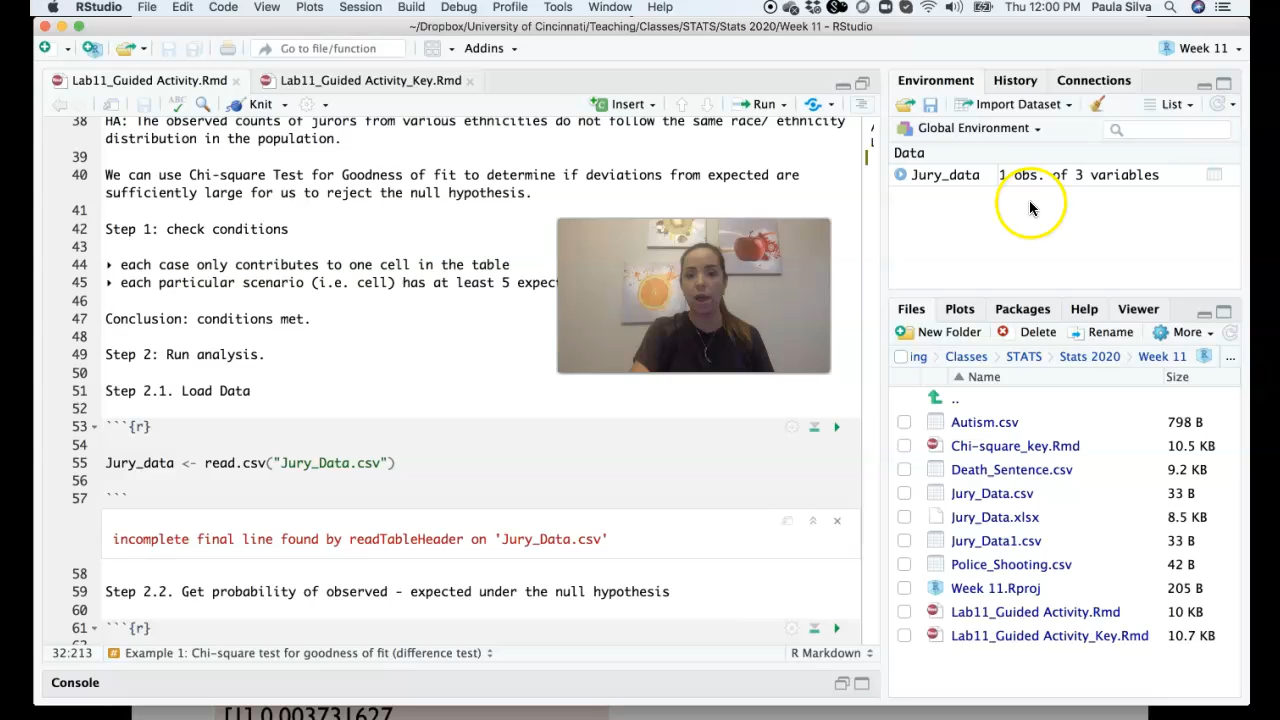 RStudio File Edit Code View Plots Session Build Debug Profile Tools Window Help Thu 12:00 PM Paula Silva
~/Dropbox/University of Cincinnati/Teaching/Classes/STATS/Stats 2020/Week 11 - RStudio
Go to file/function Addins Week 11
Lab11_Guided Activity.Rmd Lab11_Guided Activity_Key.Rmd
ABC Knit Insert Run
38 HA: The observed counts of jurors from various ethnicities do not follow the same race/ ethnicity
distribution in the population.
39
40 We can use Chi-square Test for Goodness of fit to determine if deviations from expected are
sufficiently large for us to reject the null hypothesis.
41
42 Step 1: check conditions
43
44 ‣ each case only contributes to one cell in the table
45 ‣ each particular scenario (i.e. cell) has at least 5
46
47 Conclusion: conditions met.
48
49 Step 2: Run analysis.
50
51 Step 2.1. Load Data
52
53 ```{r}
54
55 Jury_data <- read.csv("Jury_Data.csv")
56
57 ```
incomplete final line found by readTableHeader on 'Jury_Data.csv'
58
59 Step 2.2. Get probability of observed - expected under the null hypothesis
60
61 ```{r}
32:213 # Example 1: Chi-square test for goodness of fit (difference test) R Markdown
Console
Environment History Connections
Import Dataset List
Global Environment
Data
Jury_data 1 obs. of 3 variables
Files Plots Packages Help Viewer
New Folder Delete Rename More
ing Classes STATS Stats 2020 Week 11 ...
Name Size
..
Autism.csv 798 B
Chi-square_key.Rmd 10.5 KB
Death_Sentence.csv 9.2 KB
Jury_Data.csv 33 B
Jury_Data.xlsx 8.5 KB
Jury_Data1.csv 33 B
Police_Shooting.csv 42 B
Week 11.Rproj 205 B
Lab11_Guided Activity.Rmd 10 KB
Lab11_Guided Activity_Key.Rmd 10.7 KB
[1] 0.003731627